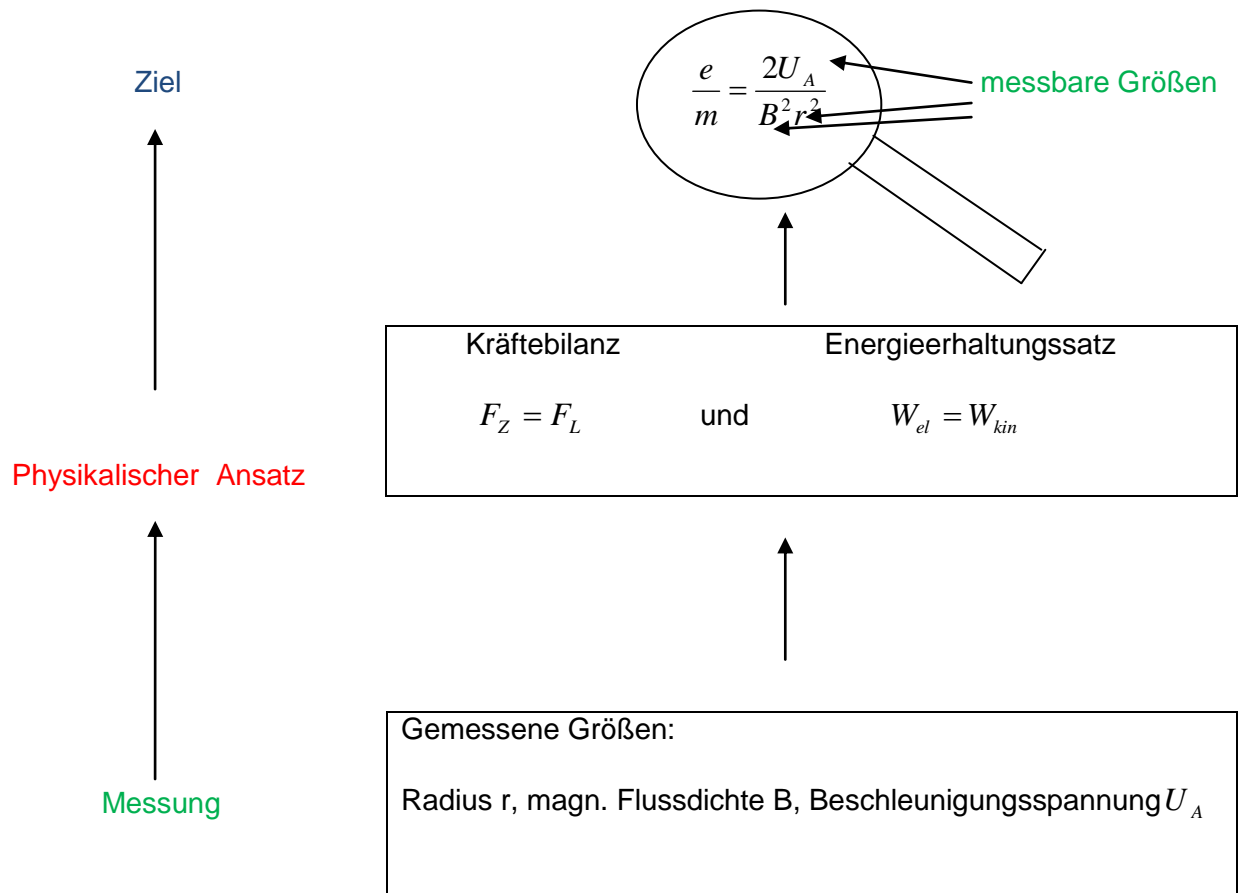 Ziel
e/m = 2U_A / B²r²
messbare Größen
Kräftebilanz Energieerhaltungssatz
F_Z = F_L und W_el = W_kin
Physikalischer Ansatz
Gemessene Größen:
Radius r, magn. Flussdichte B, Beschleunigungsspannung U_A
Messung